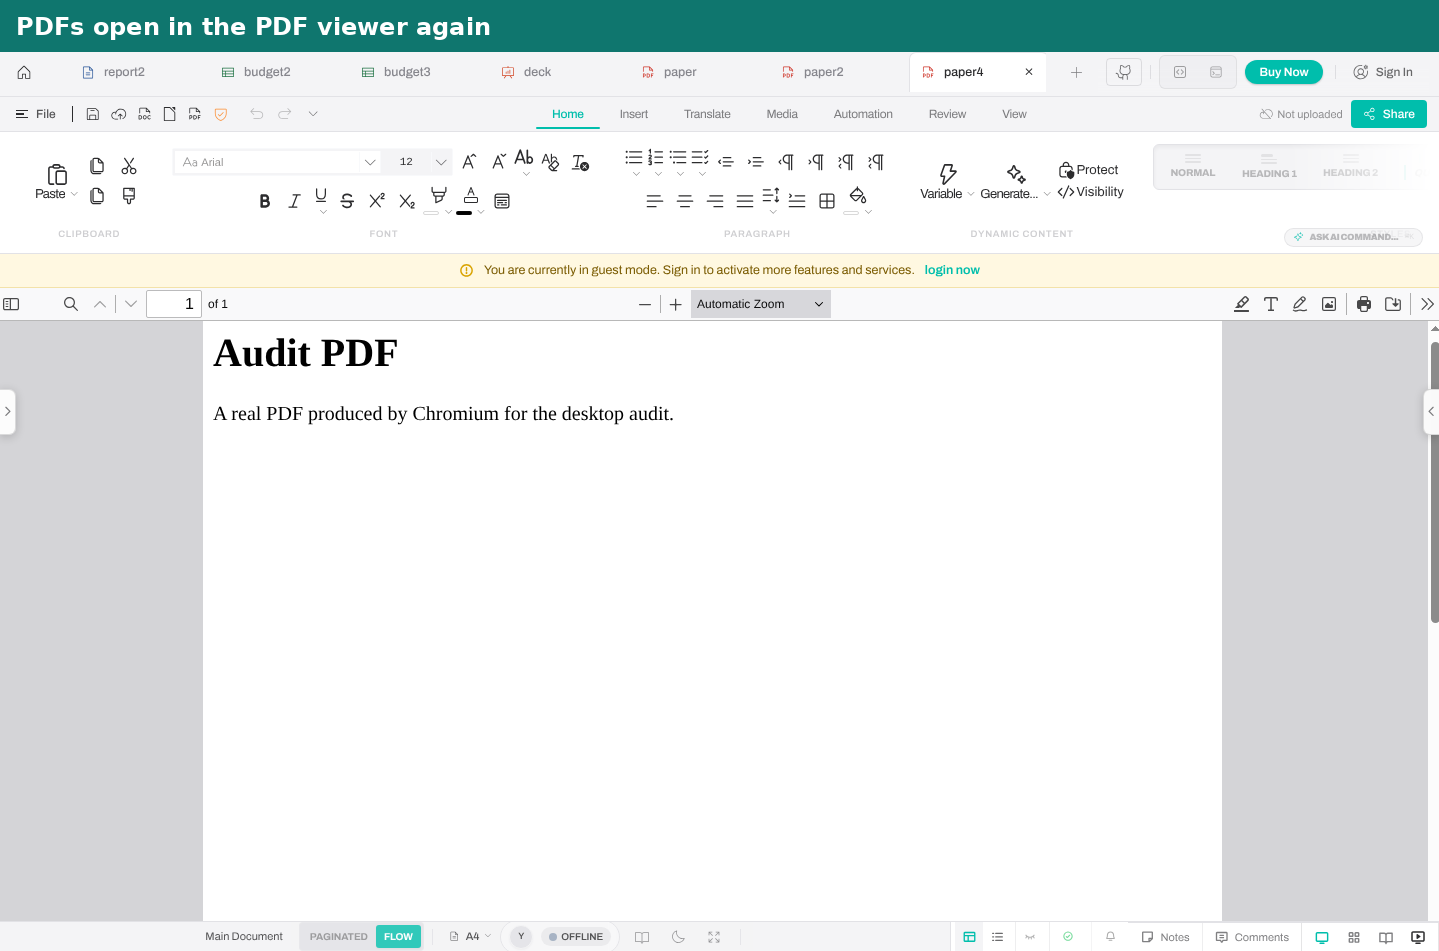 PDFs open in the PDF viewer again
report2 budget2 budget3 deck paper paper2 paper4 Buy Now Sign In
File Home Insert Translate Media Automation Review View Not uploaded Share
Aa Arial 12
Paste Variable Generate... Protect Visibility NORMAL HEADING 1 HEADING 2
CLIPBOARD FONT PARAGRAPH DYNAMIC CONTENT ASK AI COMMAND...
You are currently in guest mode. Sign in to activate more features and services. login now
1 of 1 Automatic Zoom
Audit PDF
A real PDF produced by Chromium for the desktop audit.
Main Document PAGINATED FLOW A4 Y OFFLINE Notes Comments